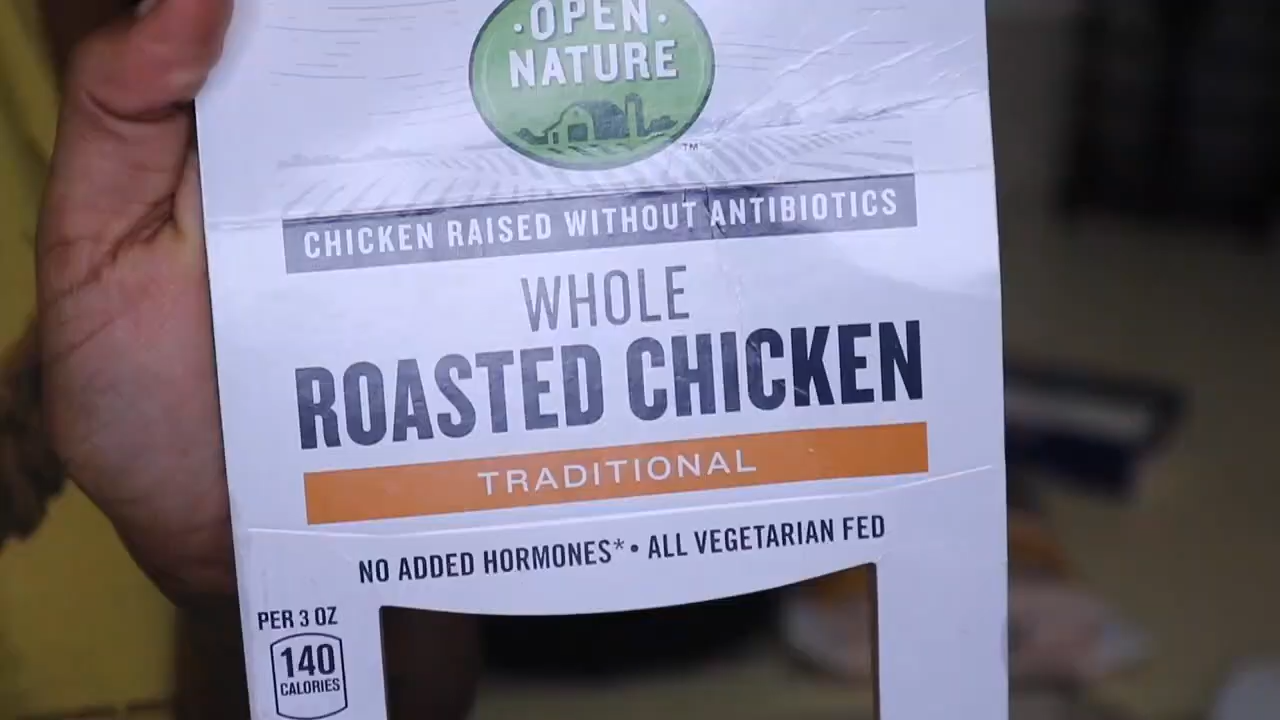 ·OPEN·
NATURE
TM
CHICKEN RAISED WITHOUT ANTIBIOTICS
WHOLE
ROASTED CHICKEN
TRADITIONAL
NO ADDED HORMONES* • ALL VEGETARIAN FED
PER 3 OZ
140
CALORIES